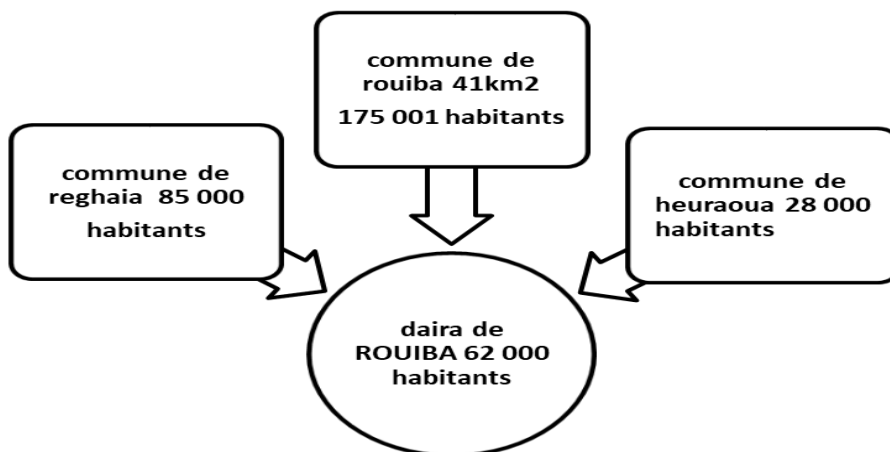 commune de
rouiba 41km2
175 001 habitants
commune de
reghaia 85 000
habitants
commune de
heuraoua 28 000
habitants
daira de
ROUIBA 62 000
habitants